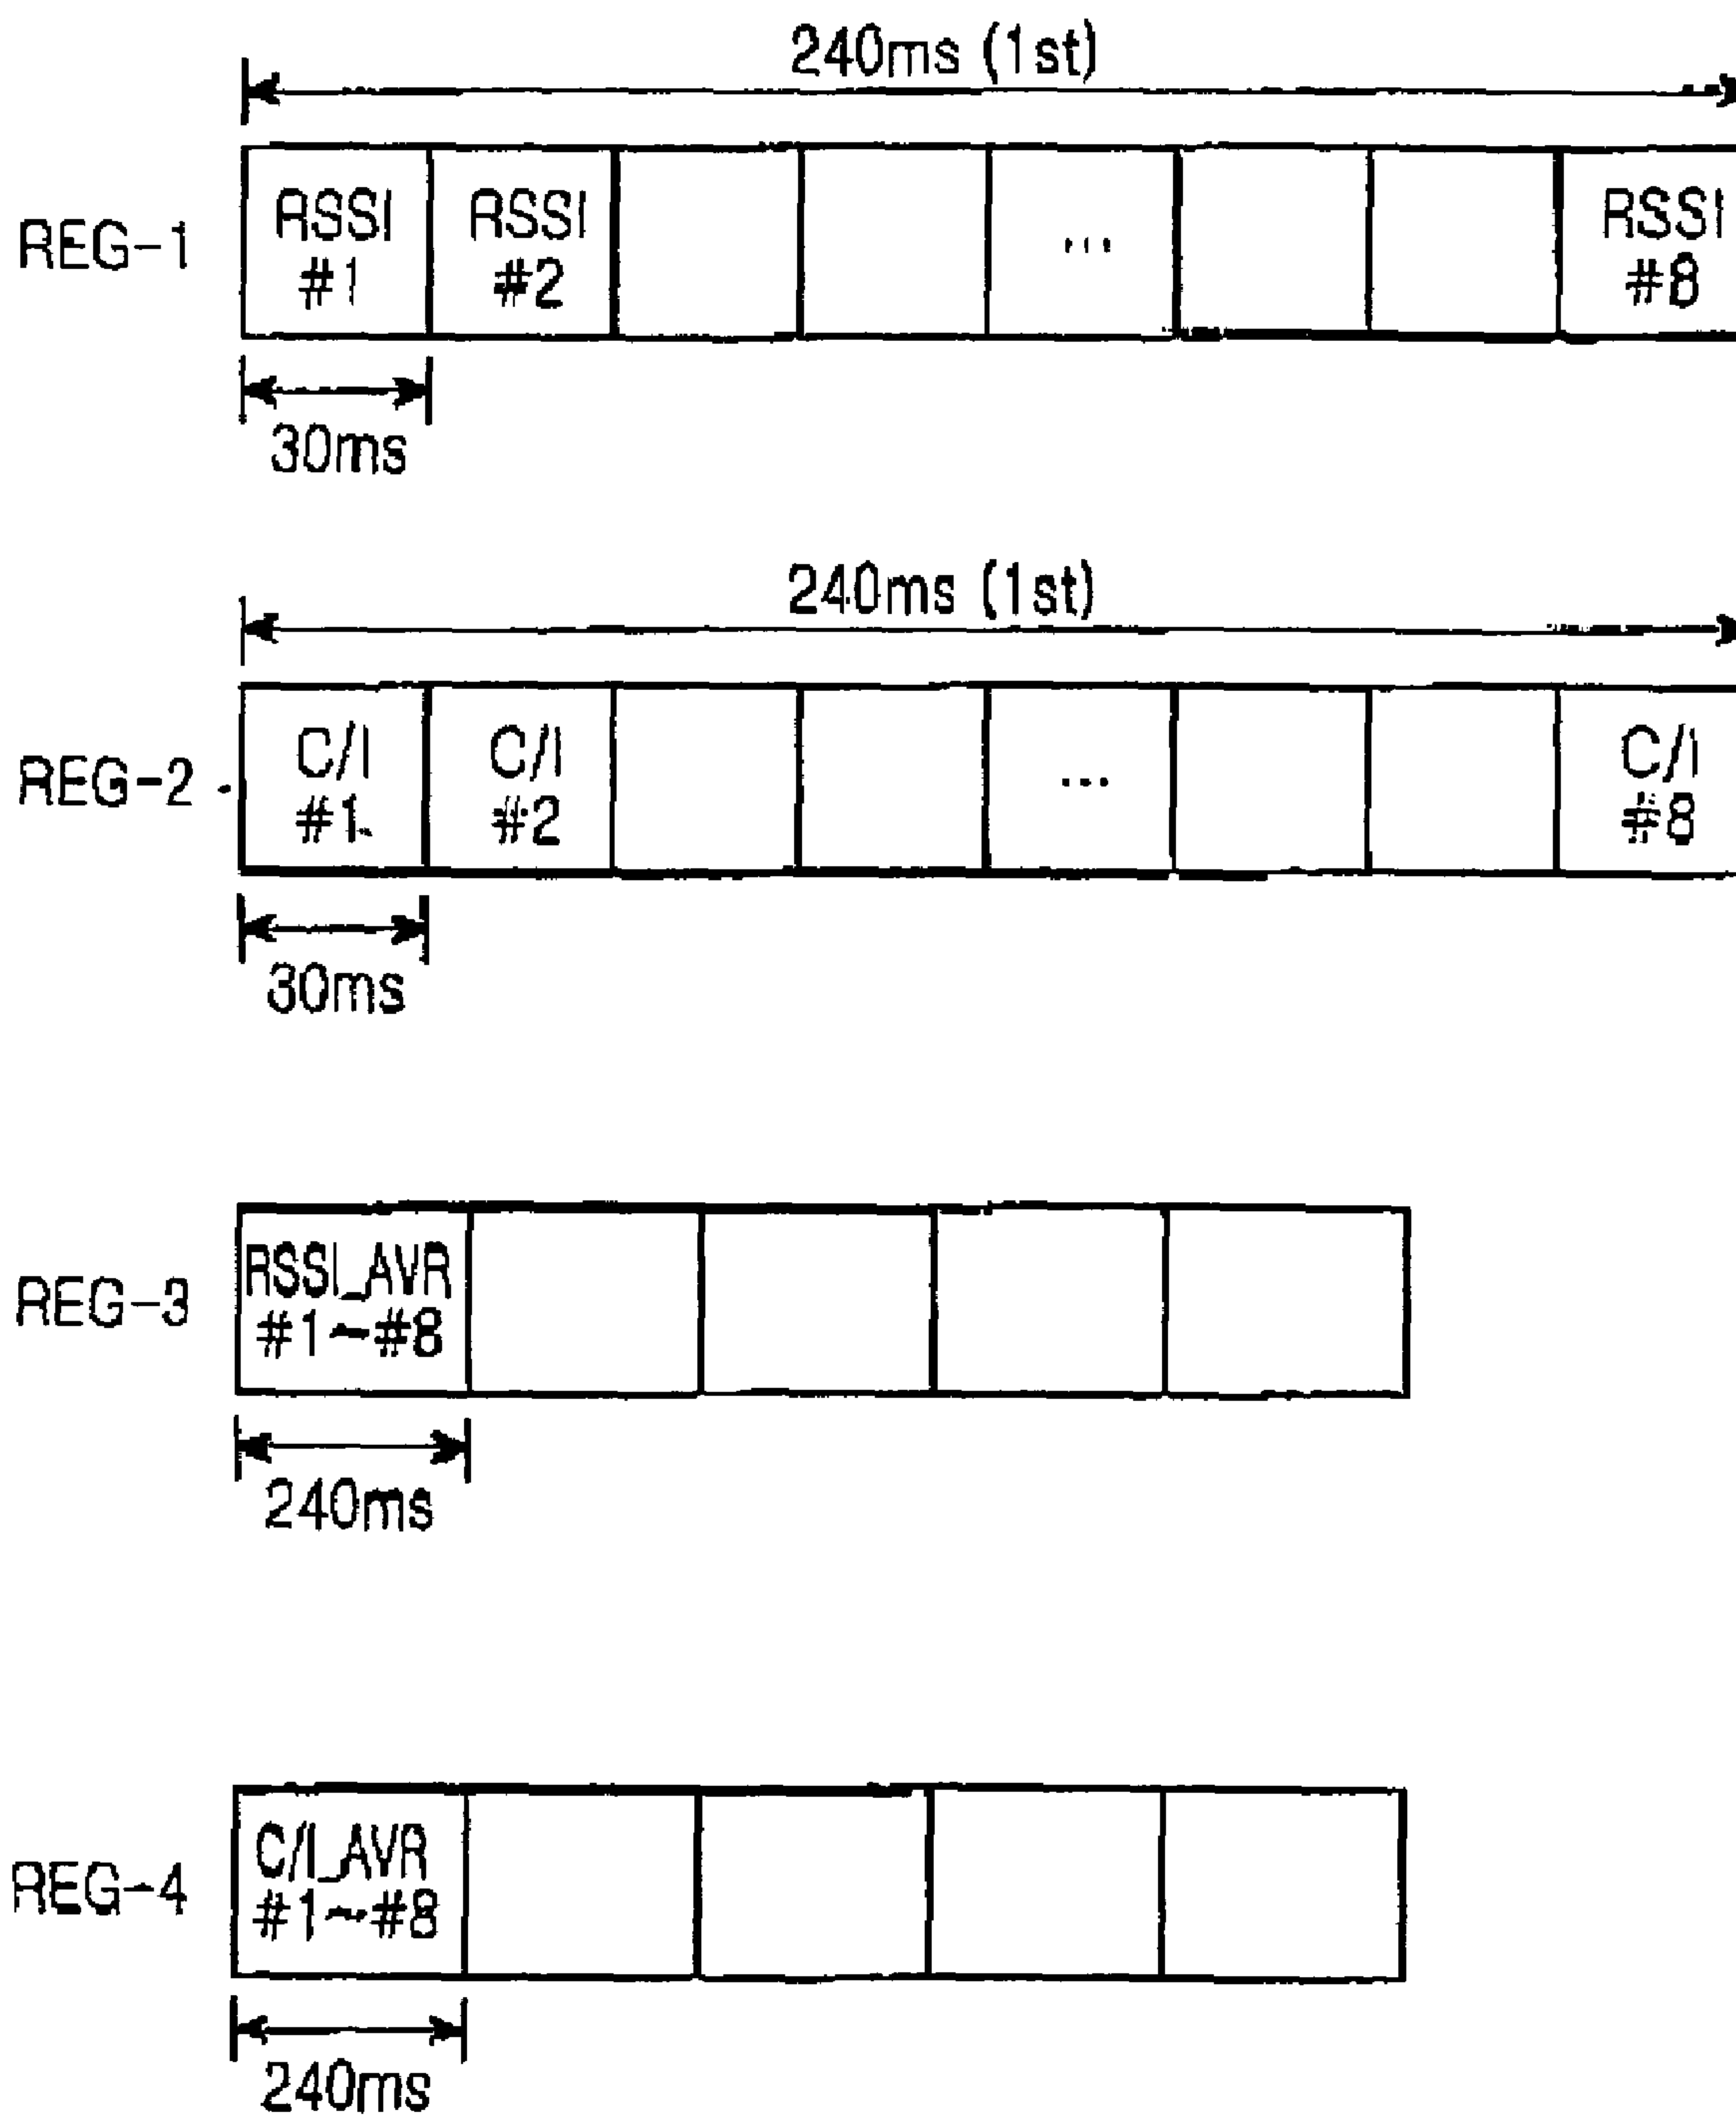 240ms (1st)
REG-1
RSSI
#1
RSSI
#2
...
RSSI
#8
30ms
240ms (1st)
REG-2
C/I
#1
C/I
#2
...
C/I
#8
30ms
REG-3
RSSI_AVR
#1~#8
240ms
REG-4
C/I_AVR
#1~#8
240ms